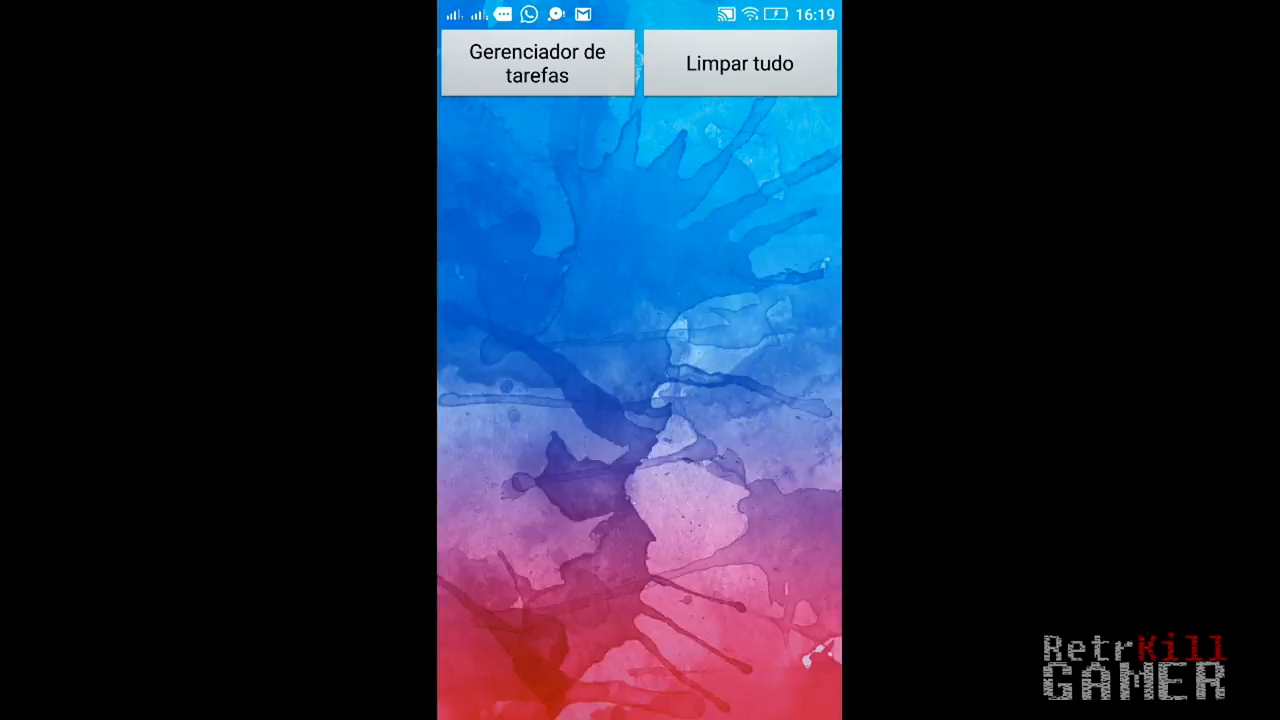 16:19
Gerenciador de
tarefas
Limpar tudo
RetrKill
GAMER